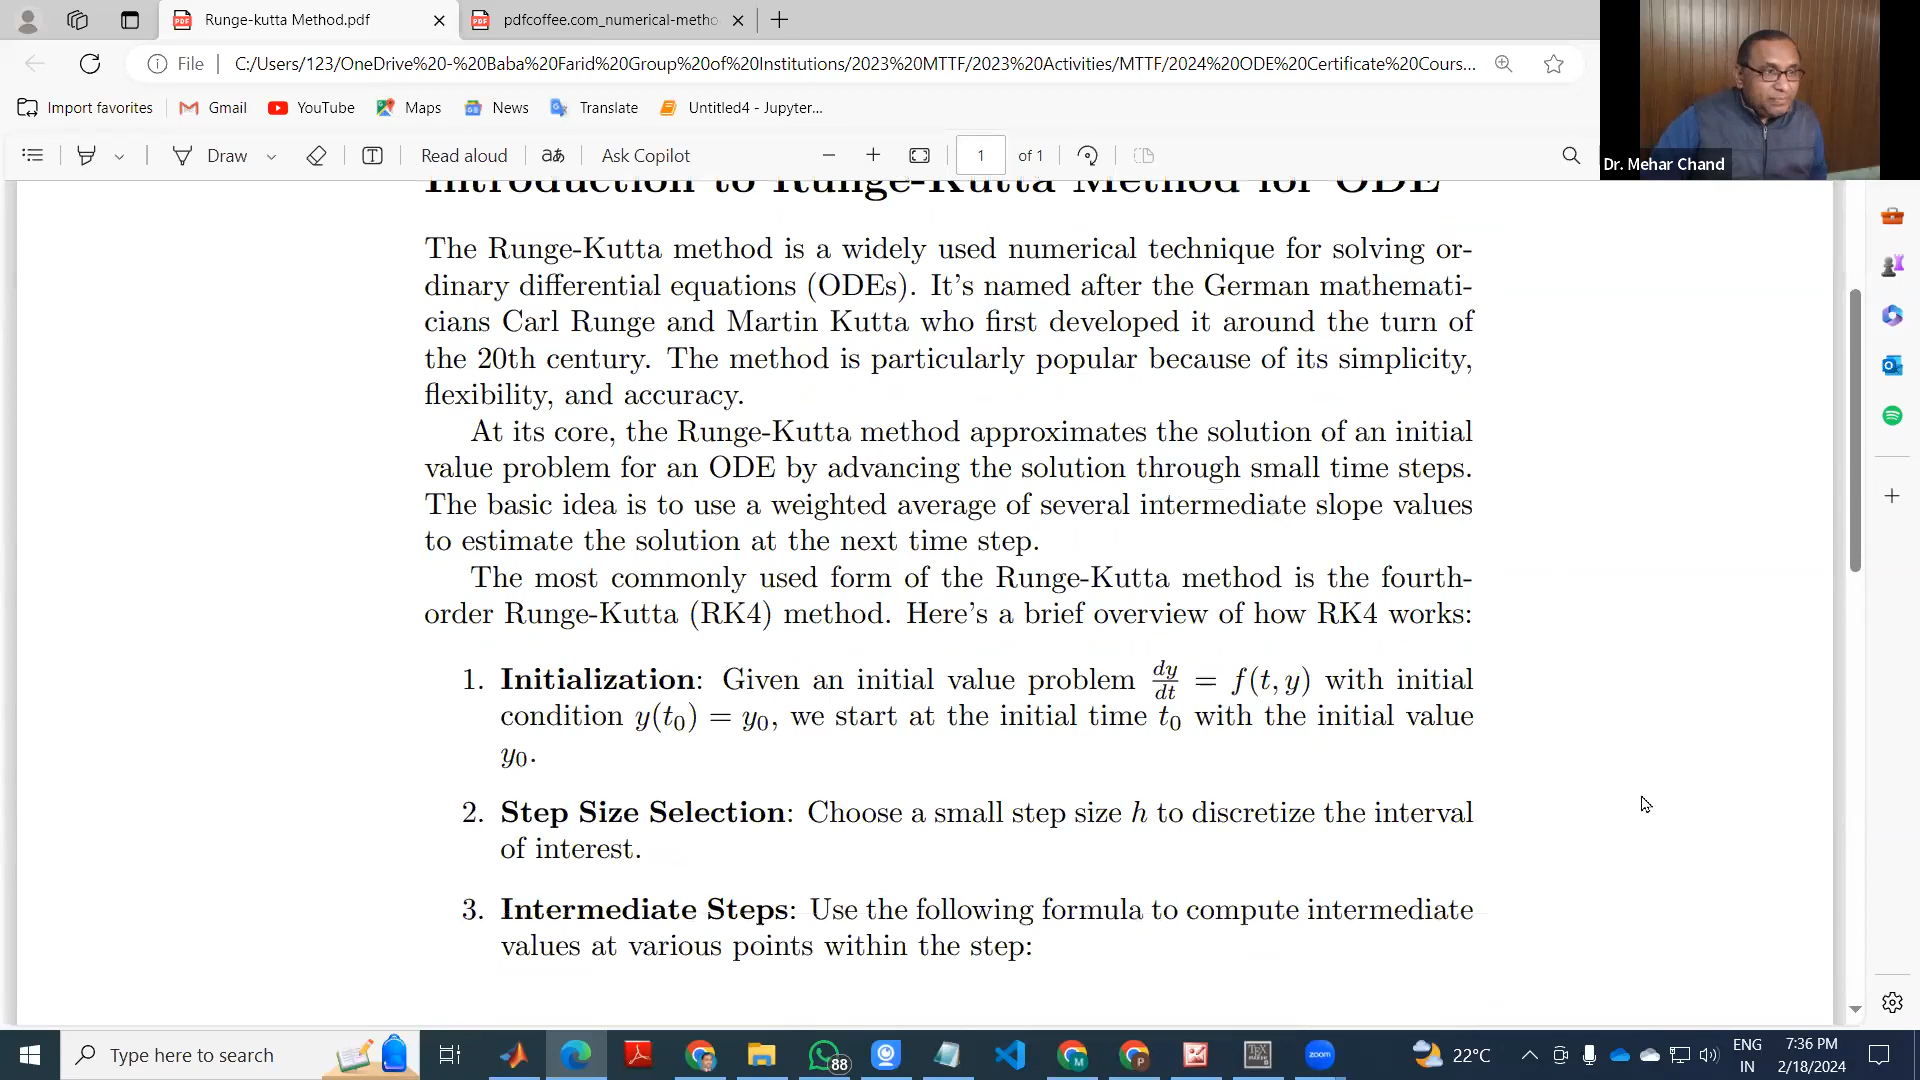 Runge-kutta Method.pdf
pdfcoffee.com_numerical-metho
File
C:/Users/123/OneDrive%20-%20Baba%20Farid%20Group%20of%20Institutions/2023%20MTTF/2023%20Activities/MTTF/2024%20ODE%20Certificate%20Cours...
Import favorites
Gmail
YouTube
Maps
News
Translate
Untitled4 - Jupyter...
Draw
Read aloud
aあ
Ask Copilot
1
of 1
Dr. Mehar Chand
Introduction to Runge-Kutta Method for ODE
The Runge-Kutta method is a widely used numerical technique for solving or-
dinary differential equations (ODEs). It's named after the German mathemati-
cians Carl Runge and Martin Kutta who first developed it around the turn of
the 20th century. The method is particularly popular because of its simplicity,
flexibility, and accuracy.
At its core, the Runge-Kutta method approximates the solution of an initial
value problem for an ODE by advancing the solution through small time steps.
The basic idea is to use a weighted average of several intermediate slope values
to estimate the solution at the next time step.
The most commonly used form of the Runge-Kutta method is the fourth-
order Runge-Kutta (RK4) method. Here's a brief overview of how RK4 works:
1. Initialization: Given an initial value problem dy/dt = f(t, y) with initial
condition y(t₀) = y₀, we start at the initial time t₀ with the initial value
y₀.
2. Step Size Selection: Choose a small step size h to discretize the interval
of interest.
3. Intermediate Steps: Use the following formula to compute intermediate
values at various points within the step:
Type here to search
88
zoom
22°C
ENG
IN
7:36 PM
2/18/2024